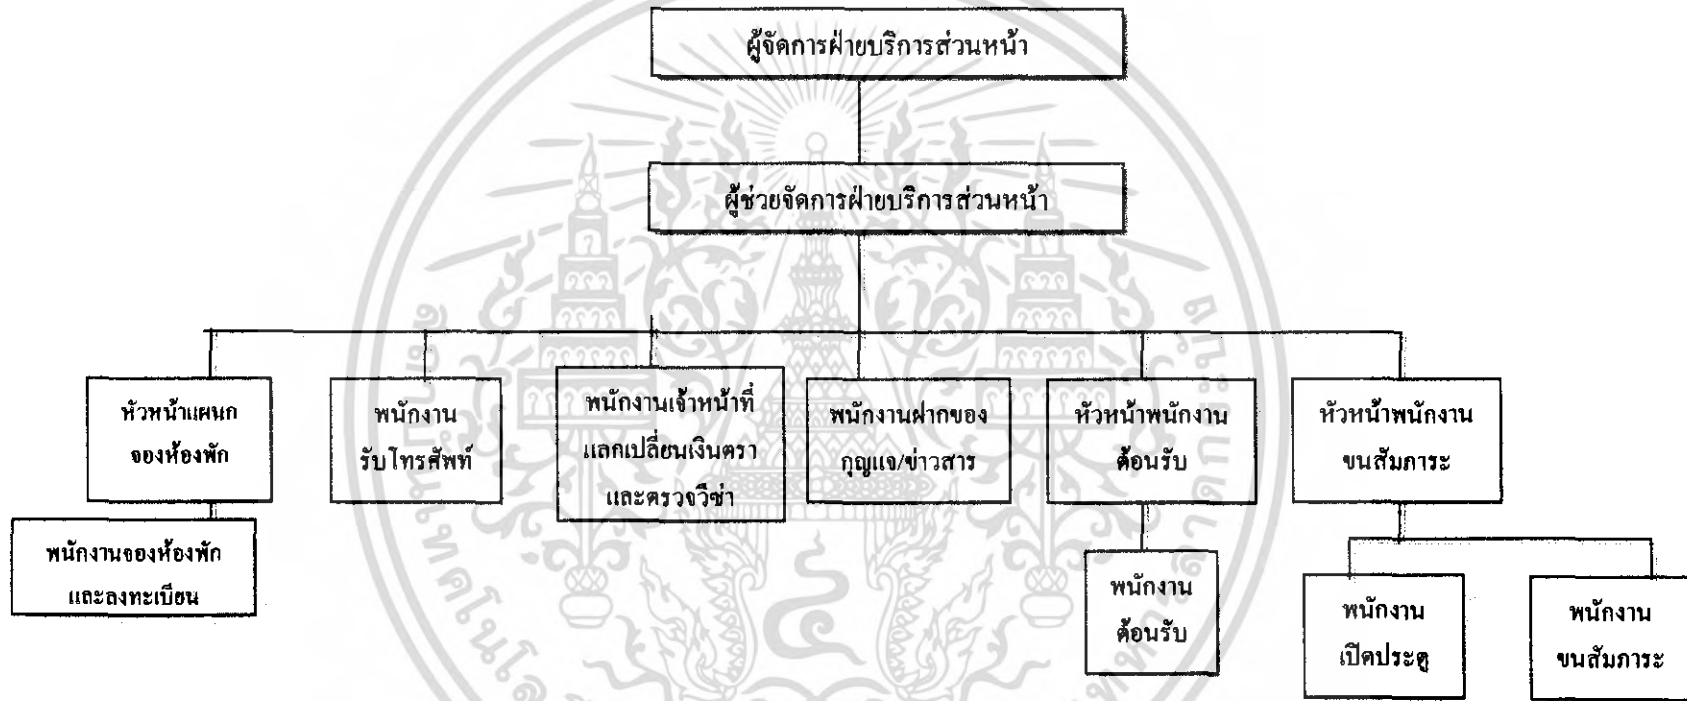 ผู้จัดการฝ่ายบริการส่วนหน้า
ผู้ช่วยจัดการฝ่ายบริการส่วนหน้า
หัวหน้าแผนก
จองห้องพัก
พนักงาน
รับโทรศัพท์
พนักงานเจ้าหน้าที่
แลกเปลี่ยนเงินตรา
และตรวจวีซ่า
พนักงานฝากของ
กุญแจ/ข่าวสาร
หัวหน้าพนักงาน
ต้อนรับ
หัวหน้าพนักงาน
ขนสัมภาระ
พนักงานจองห้องพัก
และลงทะเบียน
พนักงาน
ต้อนรับ
พนักงาน
เปิดประตู
พนักงาน
ขนสัมภาระ